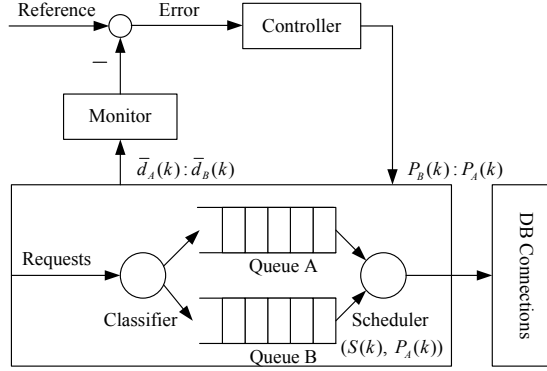 Reference
Error
Controller
−
Monitor
d̅_A(k) : d̅_B(k)
P_B(k) : P_A(k)
Requests
Classifier
Queue A
Queue B
Scheduler
(S(k), P_A(k))
DB Connections